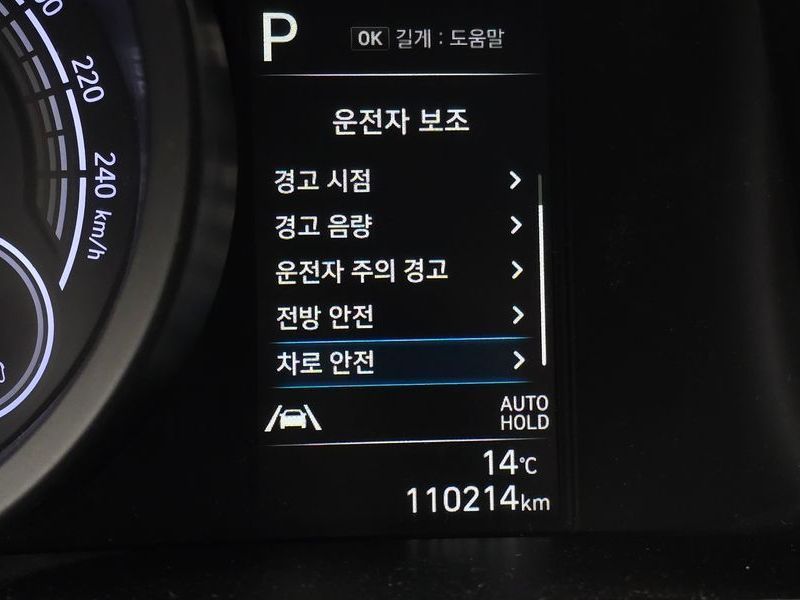 P
OK 길게 : 도움말
운전자 보조
경고 시점
경고 음량
운전자 주의 경고
전방 안전
차로 안전
AUTO
HOLD
14°C
110214km
220
240
km/h